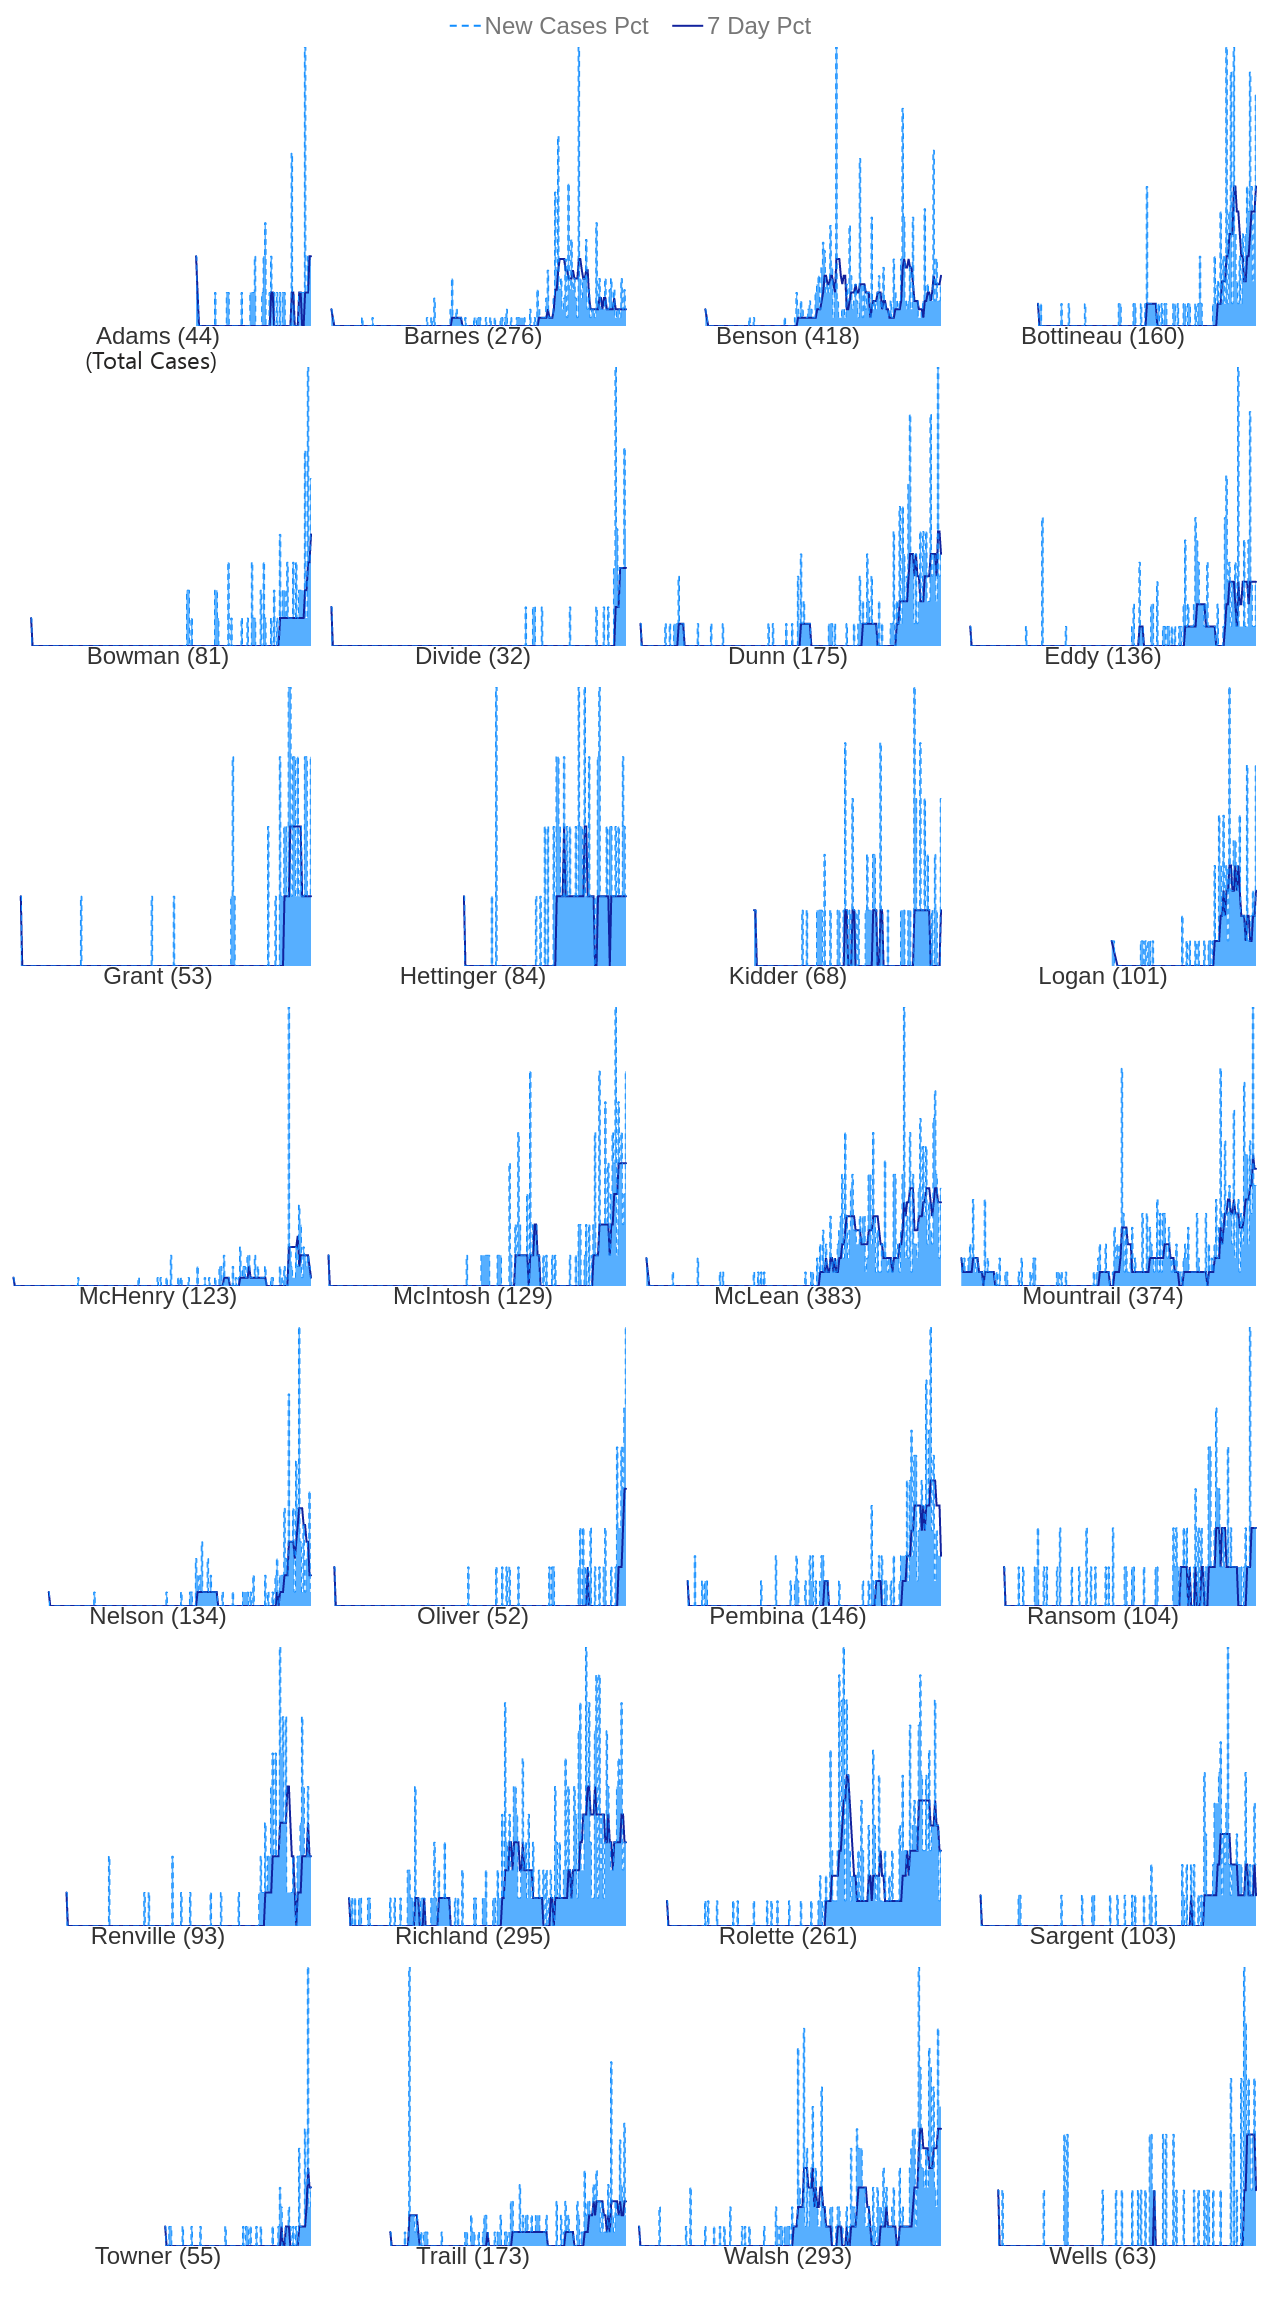 New Cases Pct 7 Day Pct
Adams (44) Barnes (276) Benson (418) Bottineau (160)
(Total Cases)
Bowman (81) Divide (32) Dunn (175) Eddy (136)
Grant (53) Hettinger (84) Kidder (68) Logan (101)
McHenry (123) McIntosh (129) McLean (383) Mountrail (374)
Nelson (134) Oliver (52) Pembina (146) Ransom (104)
Renville (93) Richland (295) Rolette (261) Sargent (103)
Towner (55) Traill (173) Walsh (293) Wells (63)